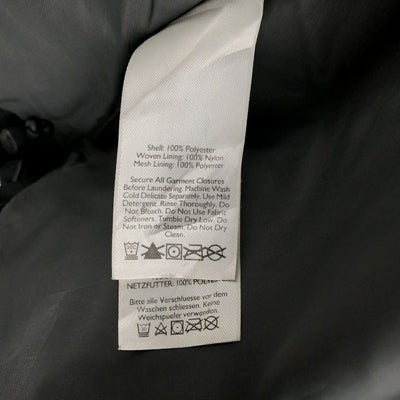 Shell: 100% Polyester
Woven Lining: 100% Nylon
Mesh Lining: 100% Polyester
Secure All Garment Closures
Before Laundering. Machine Wash
Cold Delicate Separately. Use Mild
Detergent. Rinse Thoroughly. Do
Not Bleach. Do Not Use Fabric
Softeners. Tumble Dry Low. Do
Not Iron or Steam. Do Not Dry
Clean.
NETZFUTTER: 100% POLYESTER
Bitte alle Verschluesse vor dem
Waschen schliessen. Keine
Weichspueler verwenden.